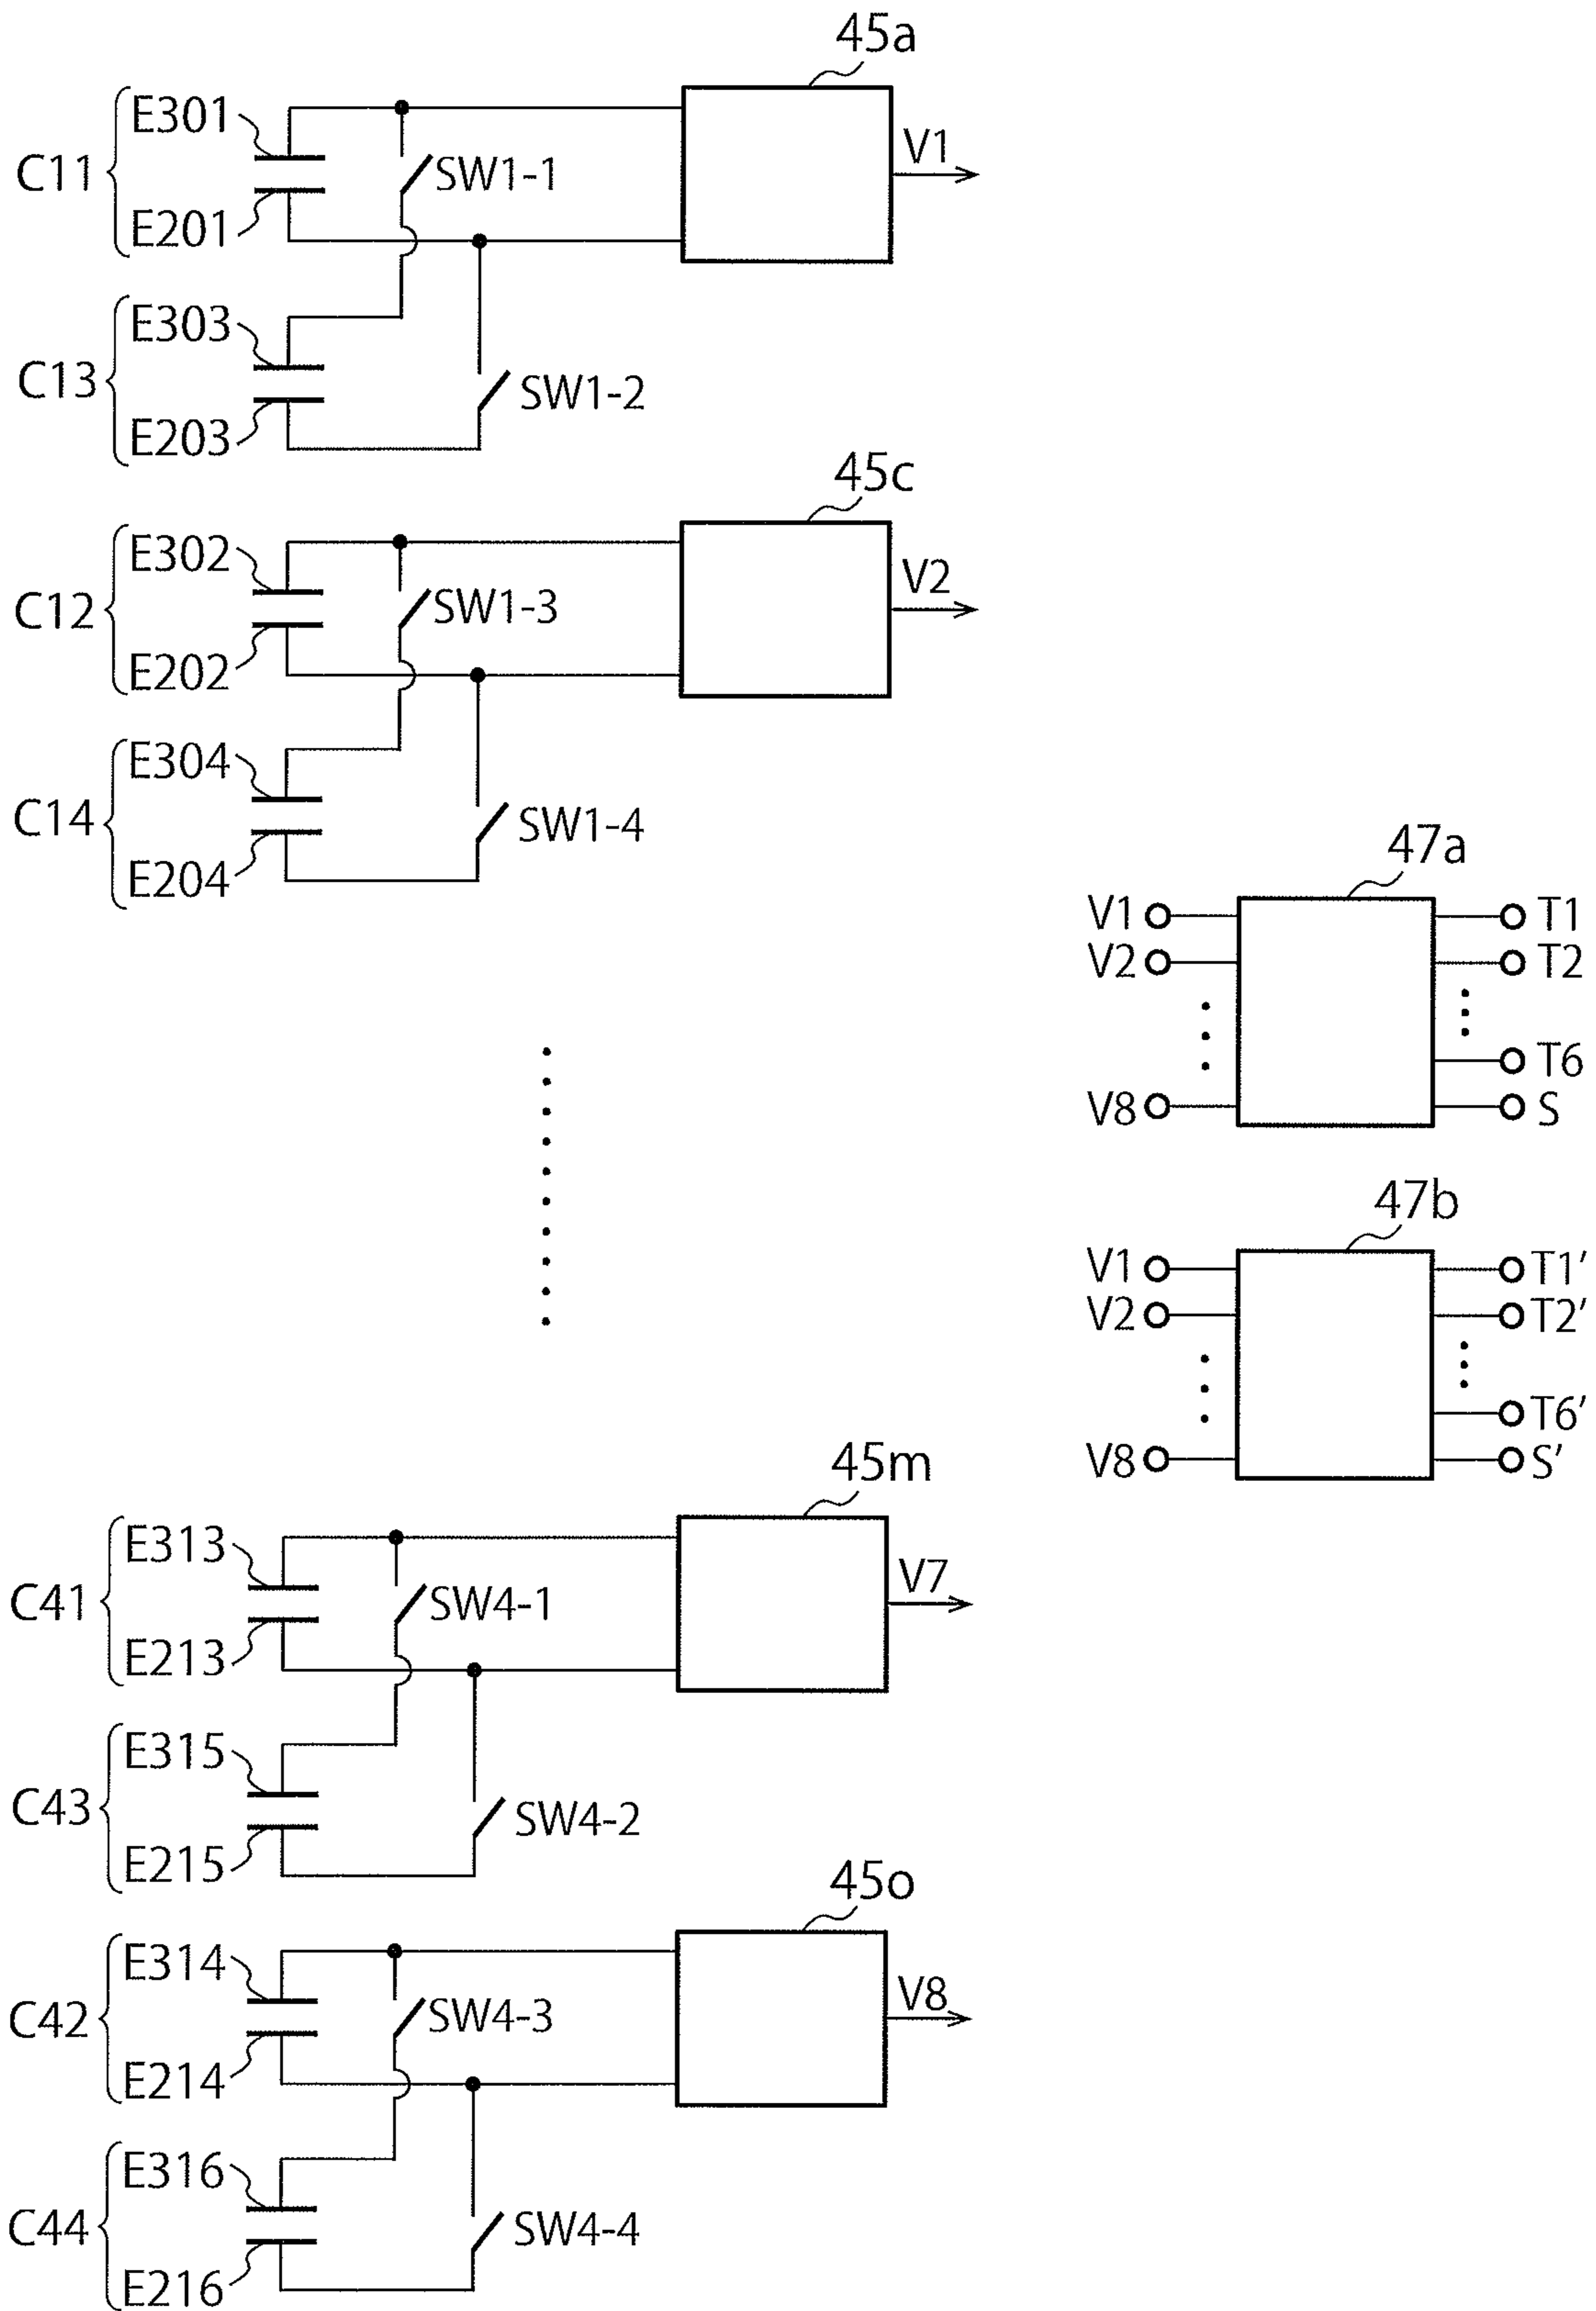 45a
E301
C11
E201
SW1-1
V1
E303
C13
E203
SW1-2
45c
E302
C12
E202
SW1-3
V2
E304
C14
E204
SW1-4
47a
V1
V2
V8
T1
T2
T6
S
47b
V1
V2
V8
T1′
T2′
T6′
S′
45m
E313
C41
E213
SW4-1
V7
E315
C43
E215
SW4-2
45o
E314
C42
E214
SW4-3
V8
E316
C44
E216
SW4-4